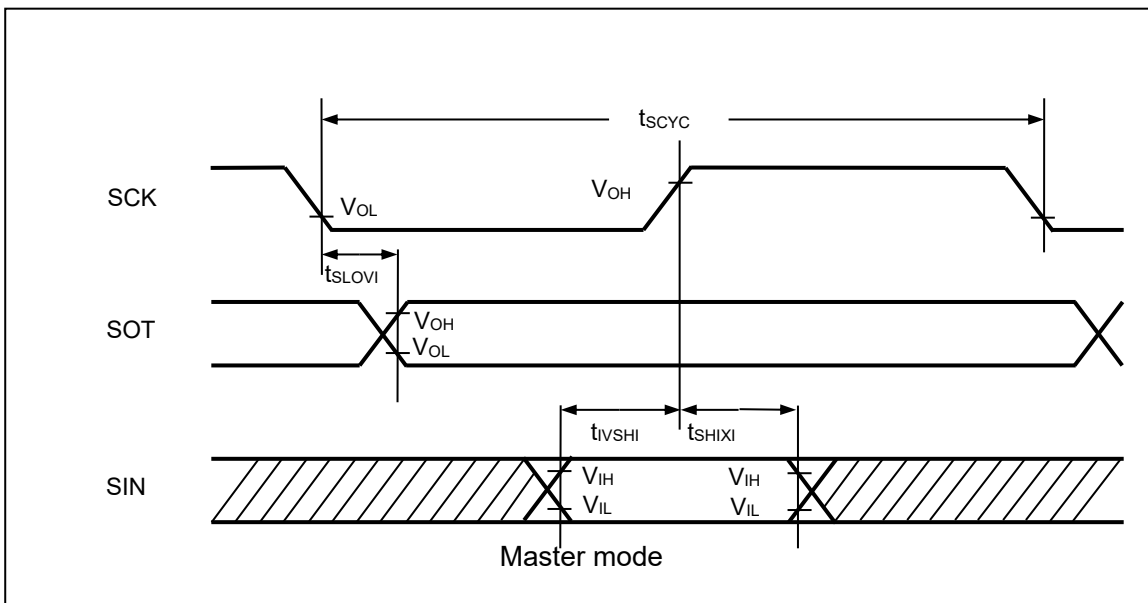 tSCYC
SCK
VOL
VOH
tSLOVI
SOT
VOH
VOL
tIVSHI
tSHIXI
SIN
VIH
VIH
VIL
VIL
Master mode